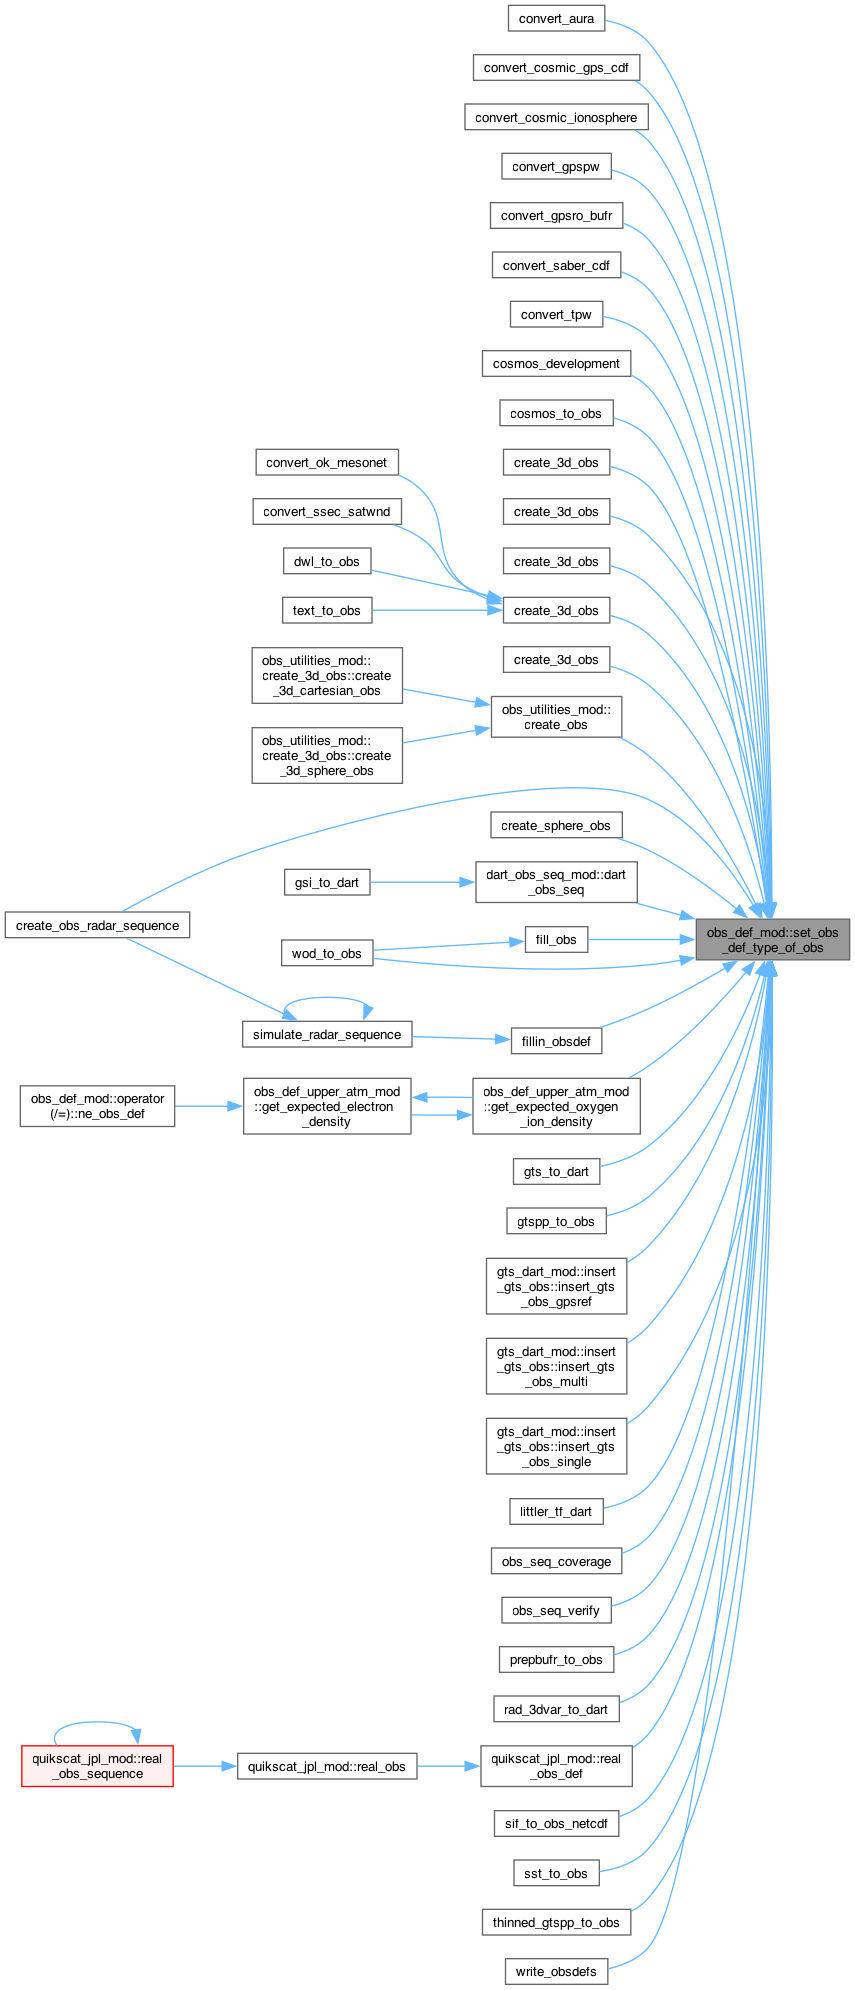 convert_aura
convert_cosmic_gps_cdf
convert_cosmic_ionosphere
convert_gpspw
convert_gpsro_bufr
convert_saber_cdf
convert_tpw
cosmos_development
cosmos_to_obs
convert_ok_mesonet
create_3d_obs
convert_ssec_satwnd
create_3d_obs
dwl_to_obs
create_3d_obs
text_to_obs
create_3d_obs
obs_utilities_mod::
create_3d_obs::create
_3d_cartesian_obs
create_3d_obs
obs_utilities_mod::
create_obs
obs_utilities_mod::
create_3d_obs::create
_3d_sphere_obs
create_sphere_obs
gsi_to_dart
dart_obs_seq_mod::dart
_obs_seq
create_obs_radar_sequence
obs_def_mod::set_obs
_def_type_of_obs
wod_to_obs
fill_obs
simulate_radar_sequence
fillin_obsdef
obs_def_mod::operator
(/=)::ne_obs_def
obs_def_upper_atm_mod
::get_expected_electron
_density
obs_def_upper_atm_mod
::get_expected_oxygen
_ion_density
gts_to_dart
gtspp_to_obs
gts_dart_mod::insert
_gts_obs::insert_gts
_obs_gpsref
gts_dart_mod::insert
_gts_obs::insert_gts
_obs_multi
gts_dart_mod::insert
_gts_obs::insert_gts
_obs_single
littler_tf_dart
obs_seq_coverage
obs_seq_verify
prepbufr_to_obs
rad_3dvar_to_dart
quikscat_jpl_mod::real
_obs_sequence
quikscat_jpl_mod::real_obs
quikscat_jpl_mod::real
_obs_def
sif_to_obs_netcdf
sst_to_obs
thinned_gtspp_to_obs
write_obsdefs